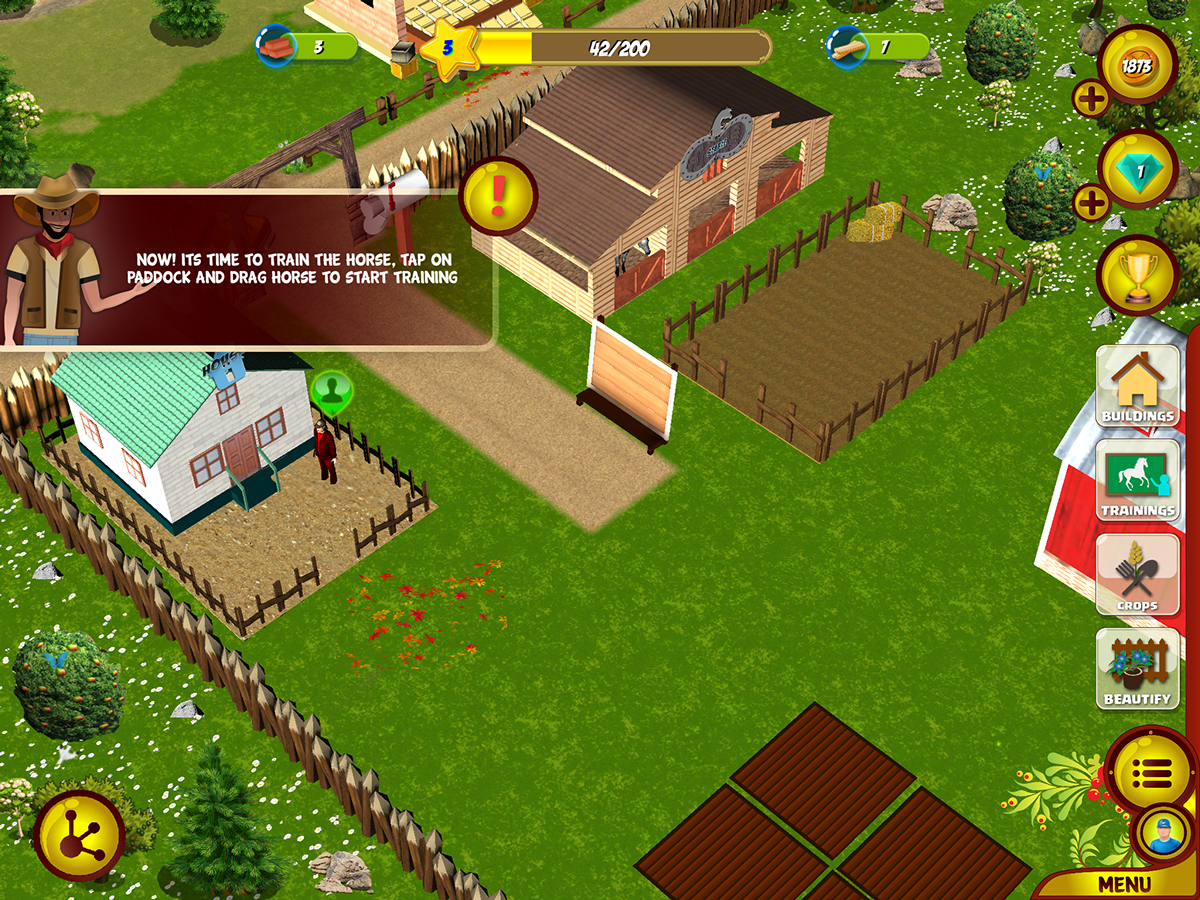 3
3
42/200
7
1873
1
NOW! ITS TIME TO TRAIN THE HORSE, TAP ON
PADDOCK AND DRAG HORSE TO START TRAINING
!
HOUSE
BUILDINGS
TRAININGS
CROPS
BEAUTIFY
MENU